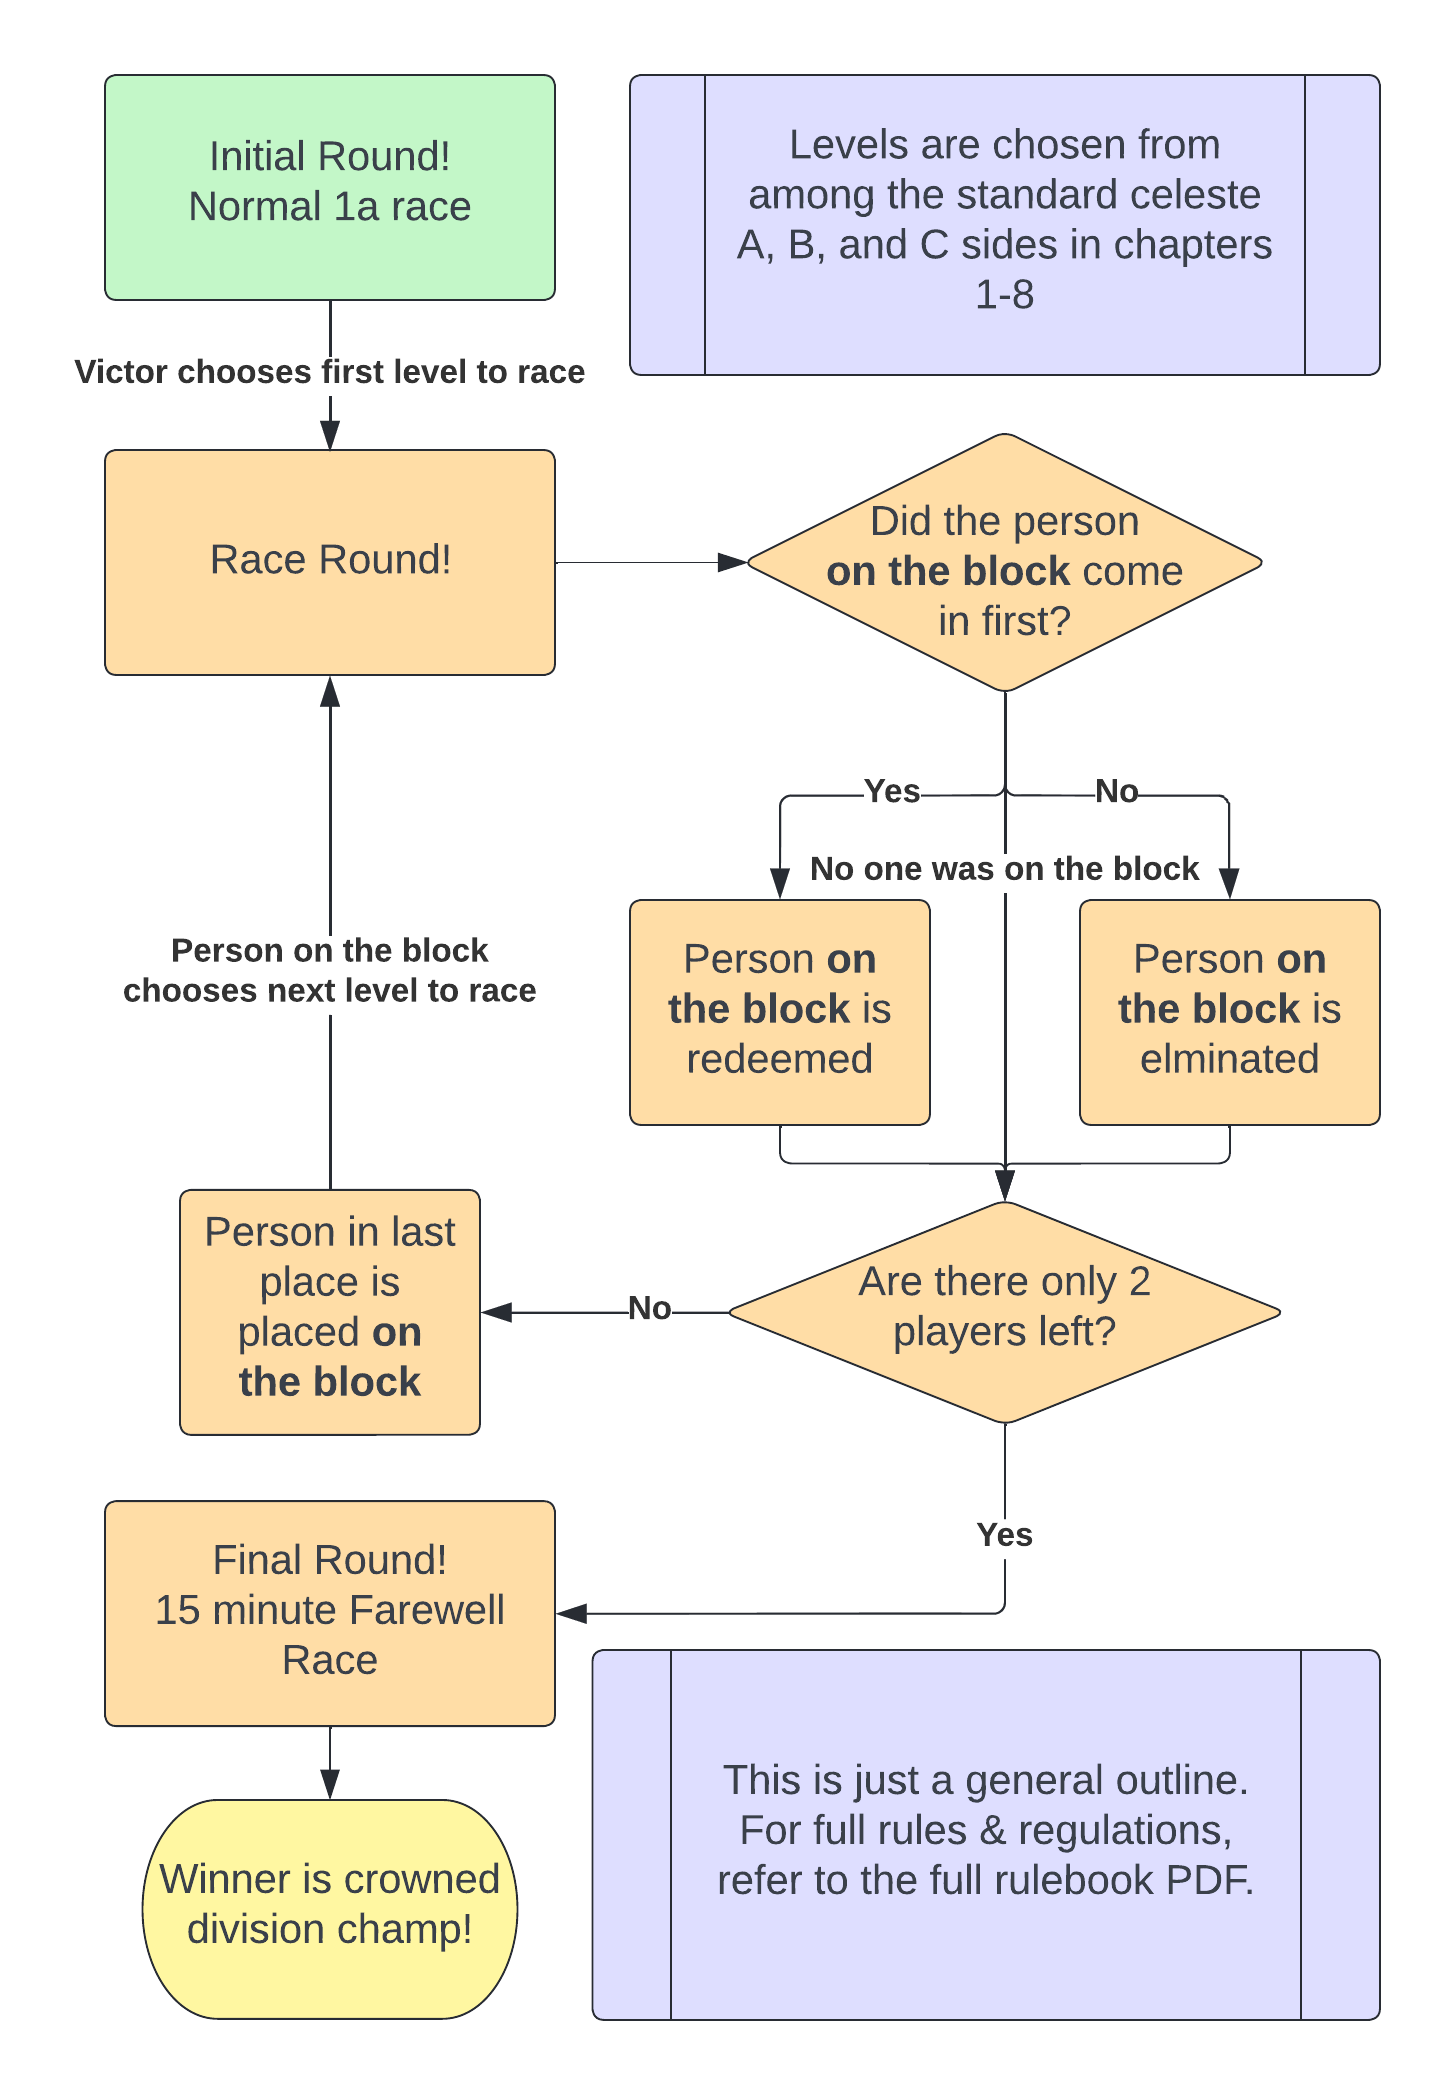 Initial Round!
Normal 1a race
Levels are chosen from
among the standard celeste
A, B, and C sides in chapters
1-8
Victor chooses first level to race
Race Round!
Did the person
on the block come
in first?
Yes
No
No one was on the block
Person on
the block is
redeemed
Person on
the block is
elminated
Person on the block
chooses next level to race
Person in last
place is
placed on
the block
No
Are there only 2
players left?
Yes
Final Round!
15 minute Farewell
Race
Winner is crowned
division champ!
This is just a general outline.
For full rules & regulations,
refer to the full rulebook PDF.